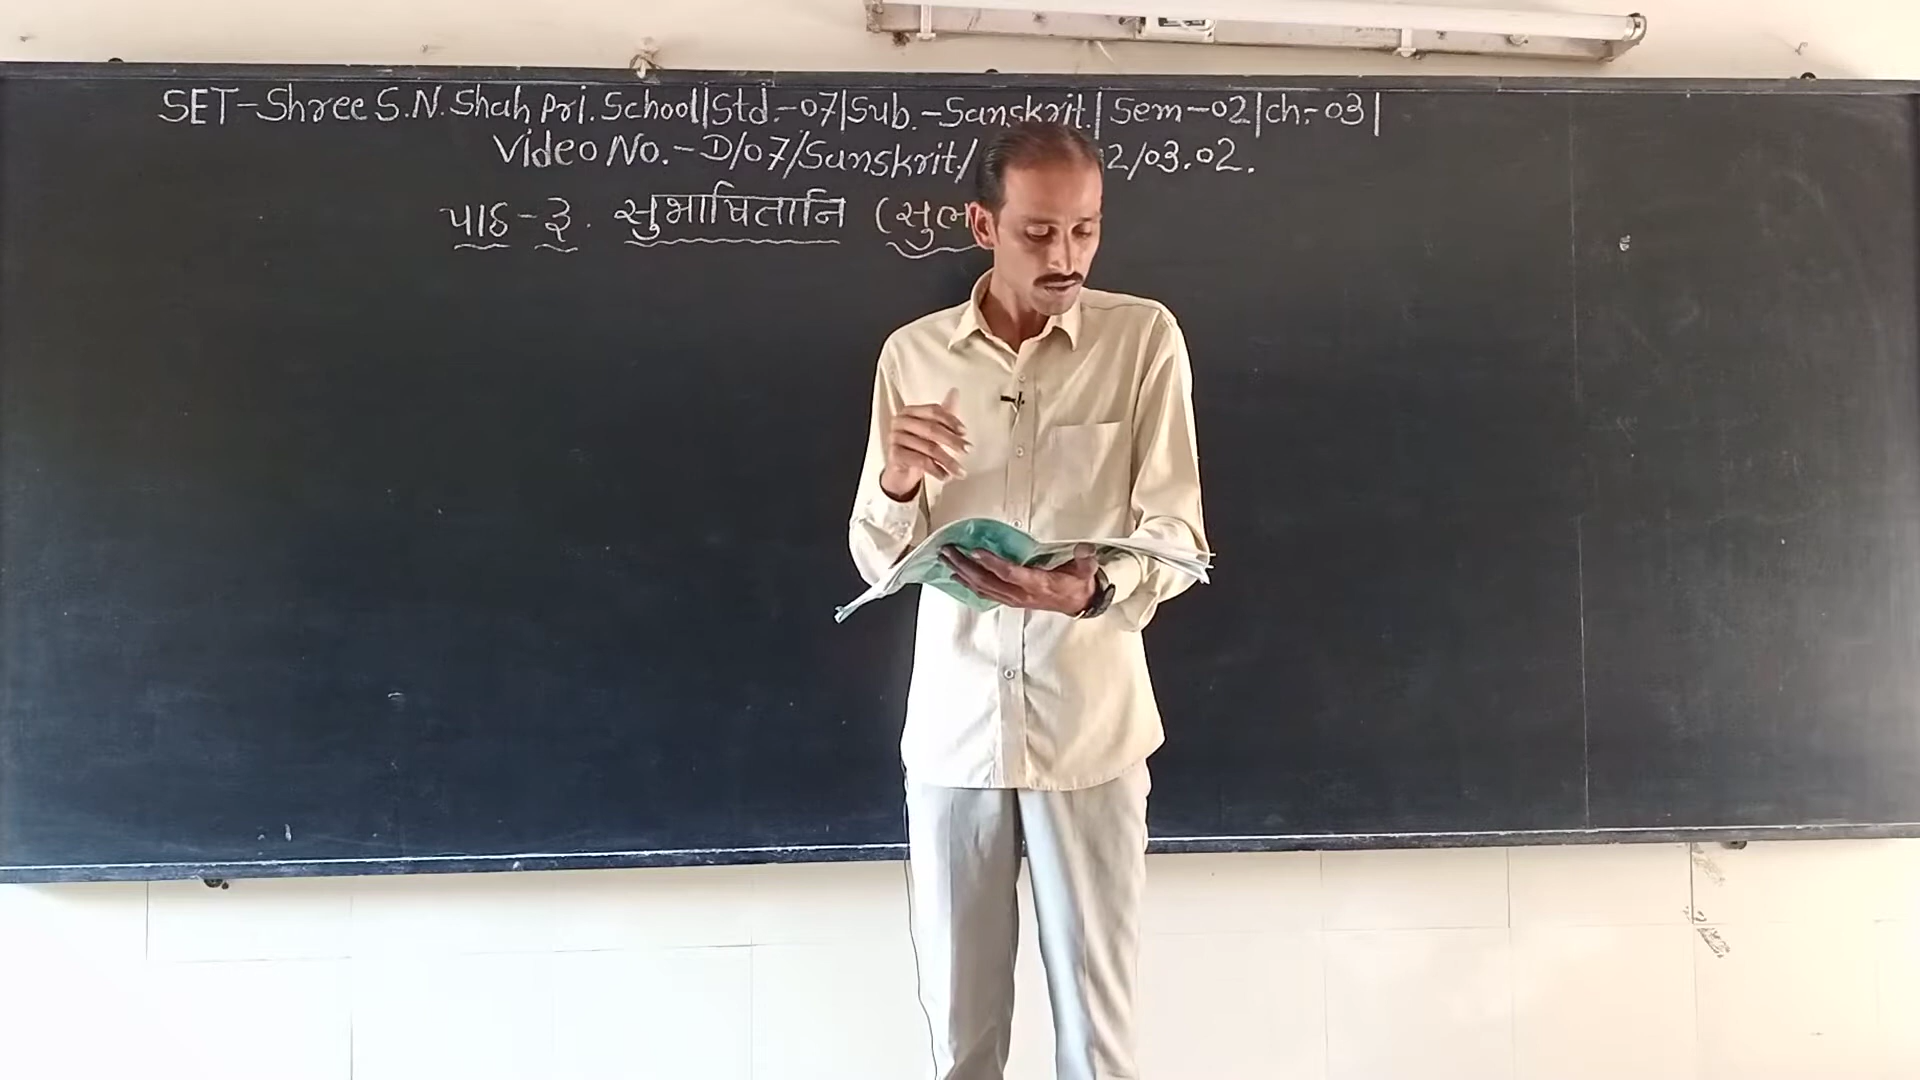 SET-Shree S.N. Shah Pri. School|Std.-07|Sub.-Sanskrit.|Sem-02|ch.-03|
Video No.-D/07/Sanskrit/ 2/03.02.
પાઠ-૩. सुभाषितानि